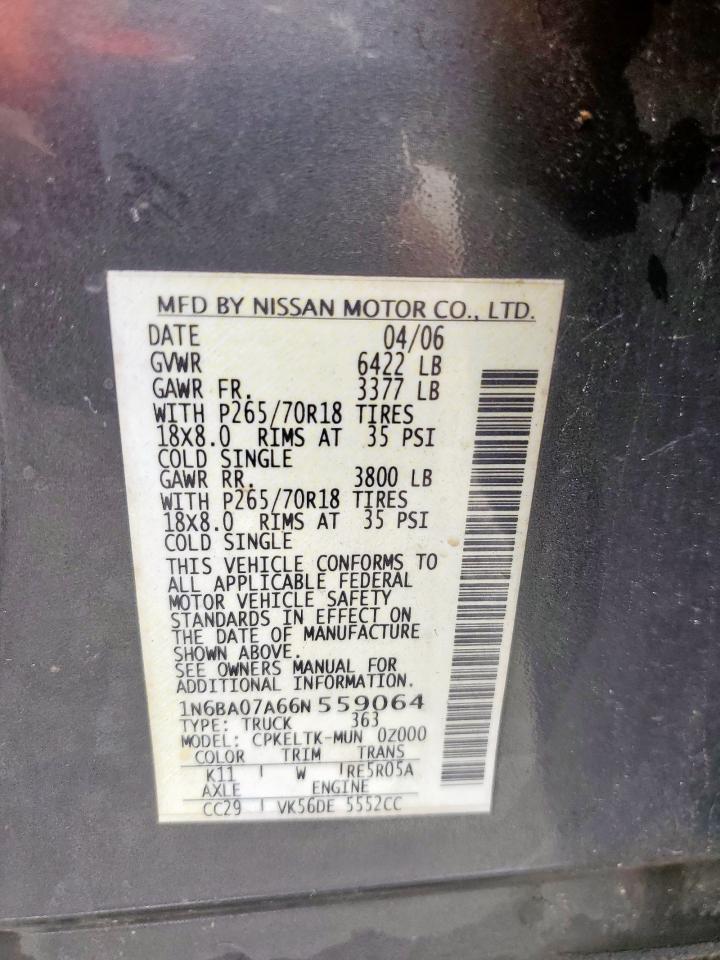 MFD BY NISSAN MOTOR CO., LTD.
DATE 04/06
GVWR 6422 LB
GAWR FR. 3377 LB
WITH P265/70R18 TIRES
18X8.0 RIMS AT 35 PSI
COLD SINGLE
GAWR RR. 3800 LB
WITH P265/70R18 TIRES
18X8.0 RIMS AT 35 PSI
COLD SINGLE
THIS VEHICLE CONFORMS TO
ALL APPLICABLE FEDERAL
MOTOR VEHICLE SAFETY
STANDARDS IN EFFECT ON
THE DATE OF MANUFACTURE
SHOWN ABOVE.
SEE OWNERS MANUAL FOR
ADDITIONAL INFORMATION.
1N6BA07A66N 559064
TYPE: TRUCK 363
MODEL: CPKELTK-MUN 0Z000
COLOR TRIM TRANS
K11 W RE5R05A
AXLE ENGINE
CC29 VK56DE 5552CC